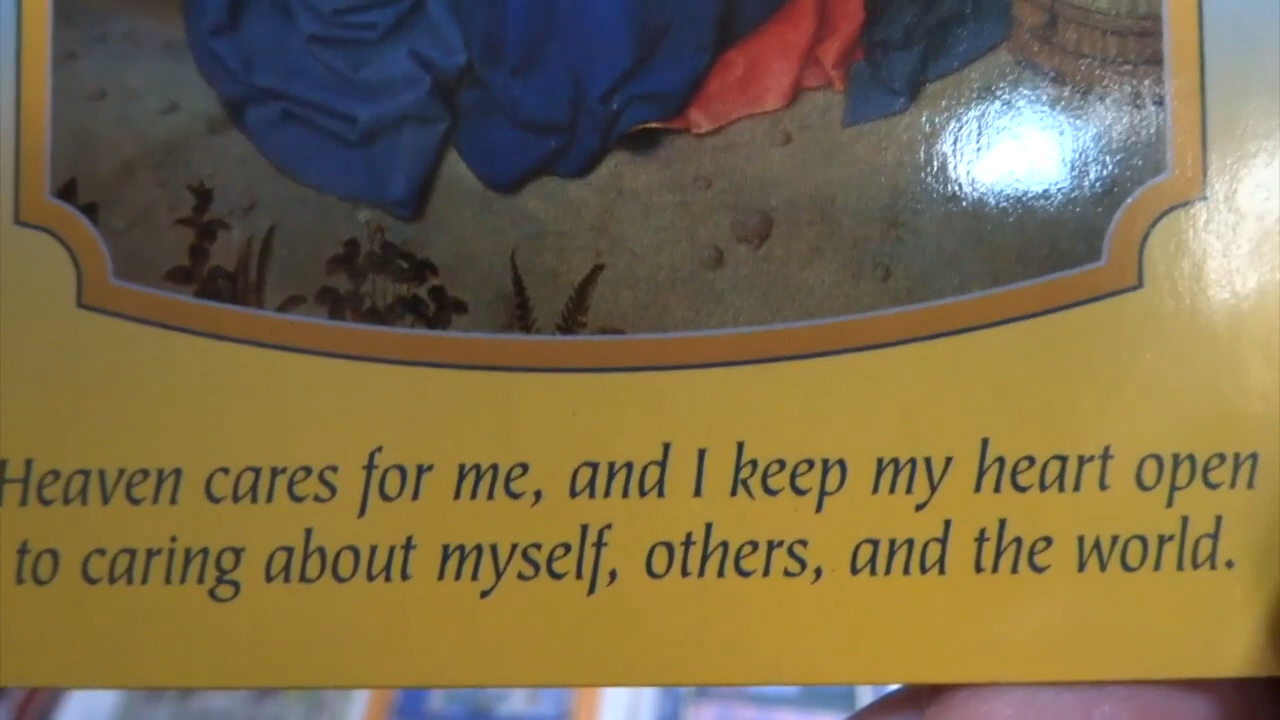 Heaven cares for me, and I keep my heart open
to caring about myself, others, and the world.